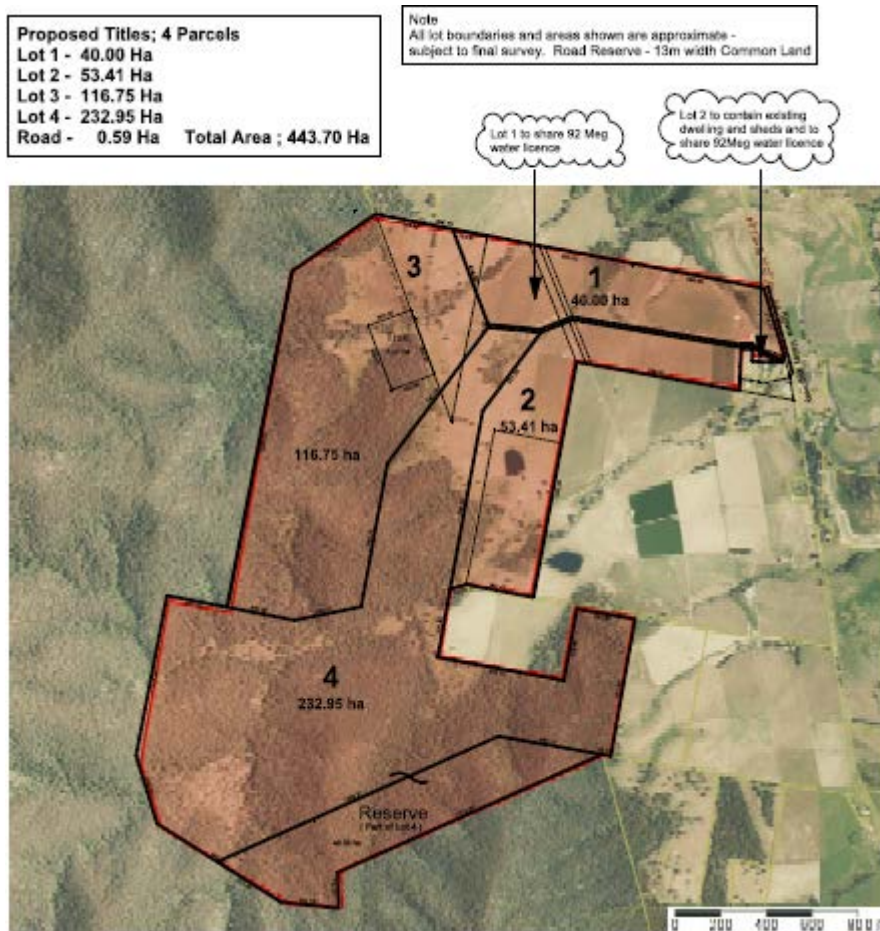 Proposed Titles; 4 Parcels
Lot 1 - 40.00 Ha
Lot 2 - 53.41 Ha
Lot 3 - 116.75 Ha
Lot 4 - 232.95 Ha
Road - 0.59 Ha Total Area ; 443.70 Ha
Note
All lot boundaries and areas shown are approximate -
subject to final survey. Road Reserve - 13m width Common Land
Lot 1 to share 92 Meg
water licence
Lot 2 to contain existing
dwelling and sheds and to
share 92Meg water licence
3
1
40.00 ha
2
53.41 ha
116.75 ha
4
232.95 ha
Reserve
( Part of Lot 4 )
0 200 400 600 800 m